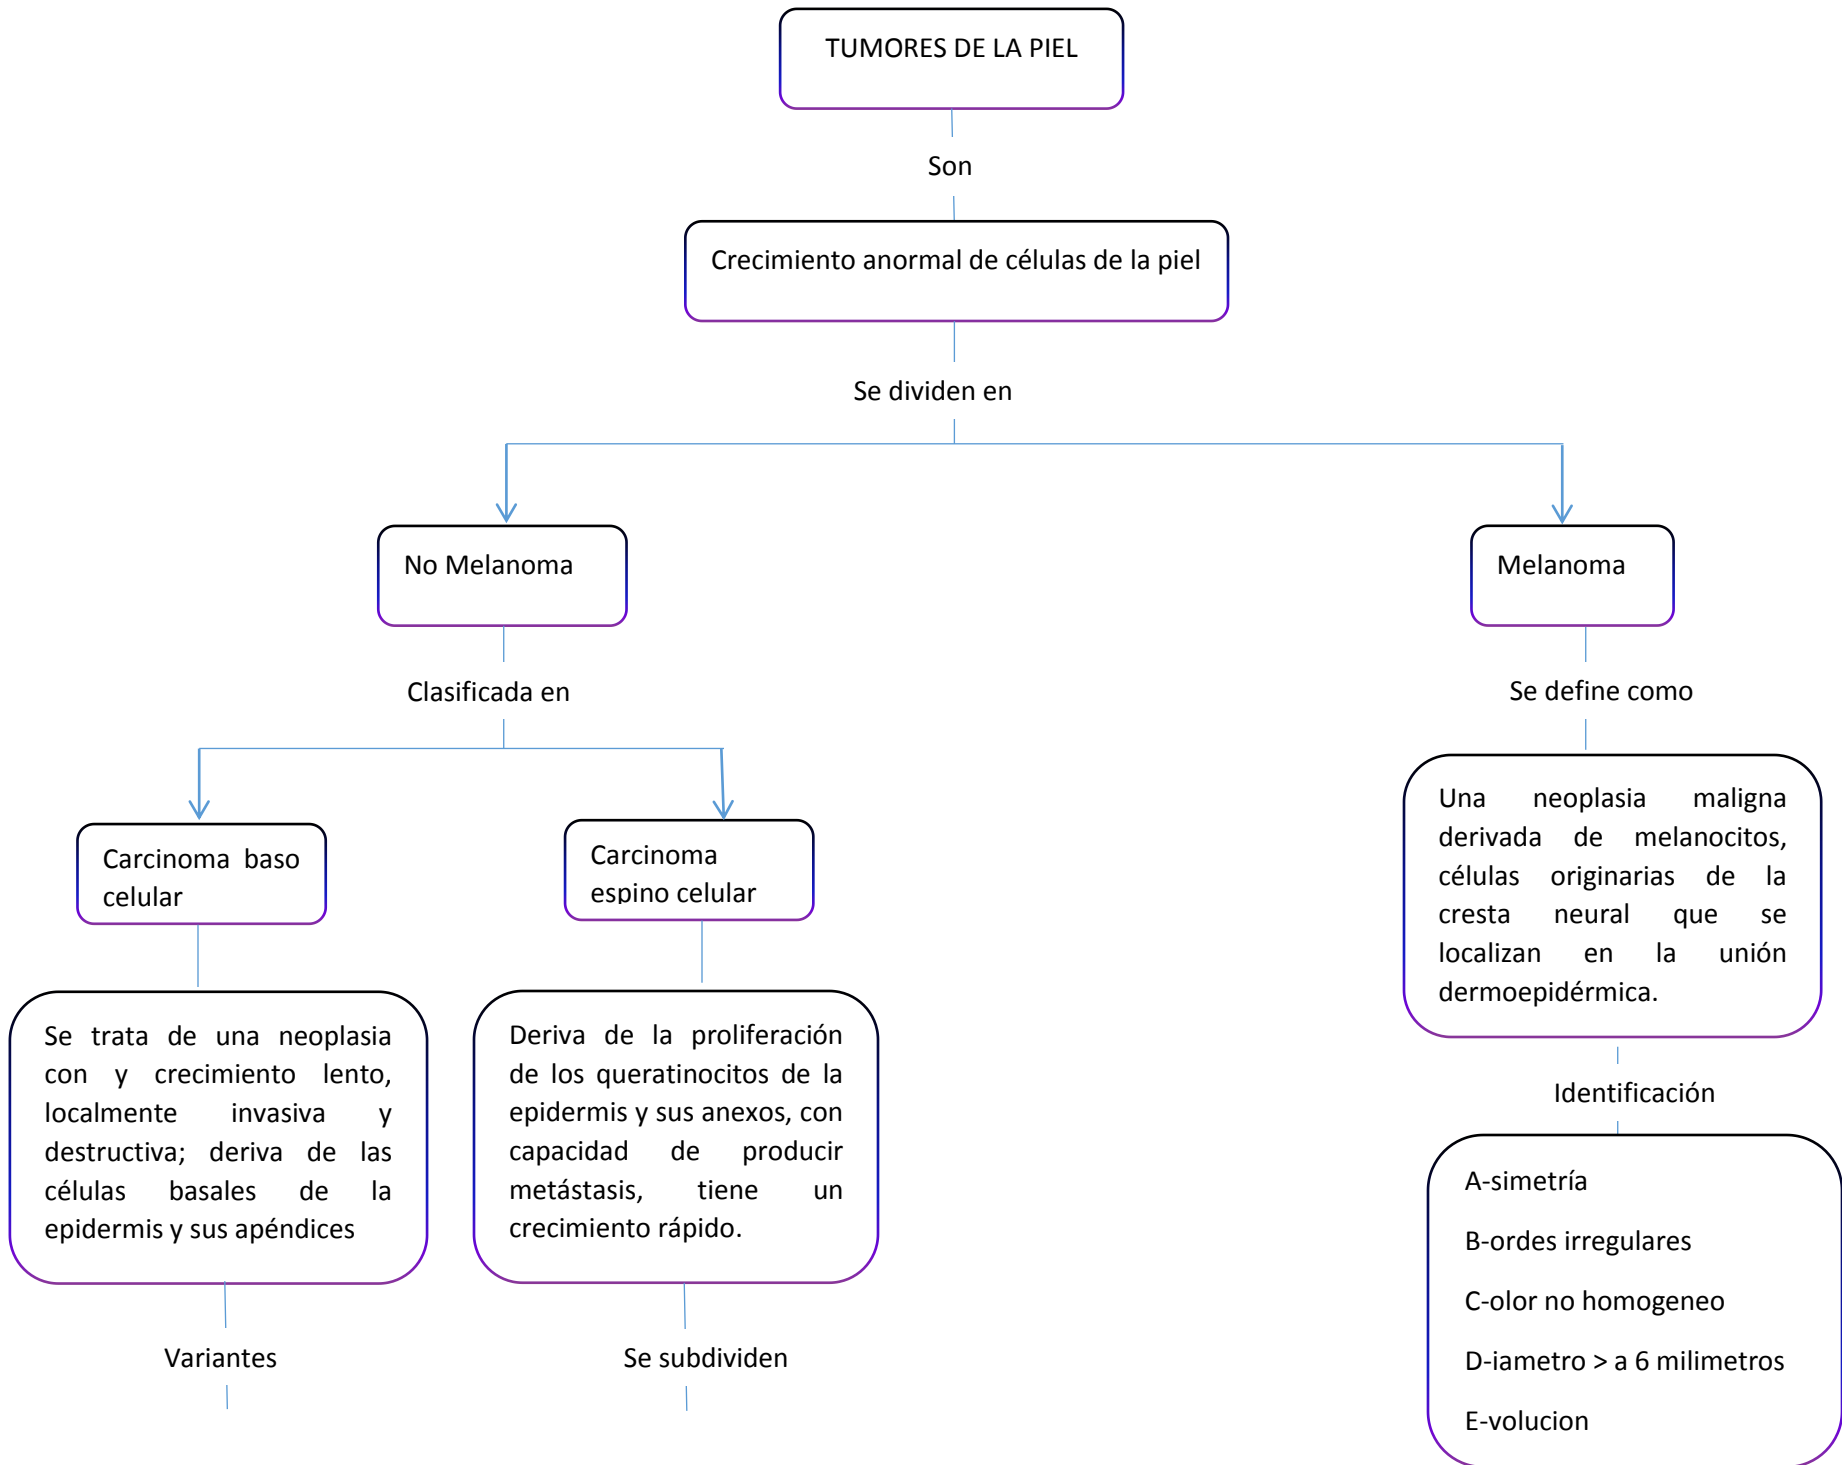 TUMORES DE LA PIEL
Son
Crecimiento anormal de células de la piel
Se dividen en
No Melanoma
Melanoma
Clasificada en
Se define como
Carcinoma baso
celular
Carcinoma
espino celular
Una neoplasia maligna
derivada de melanocitos,
células originarias de la
cresta neural que se
localizan en la unión
dermoepidérmica.
Se trata de una neoplasia
con y crecimiento lento,
localmente invasiva y
destructiva; deriva de las
células basales de la
epidermis y sus apéndices
Deriva de la proliferación
de los queratinocitos de la
epidermis y sus anexos, con
capacidad de producir
metástasis, tiene un
crecimiento rápido.
Identificación
A-simetría
B-ordes irregulares
C-olor no homogeneo
D-iametro > a 6 milimetros
E-volucion
Variantes
Se subdividen